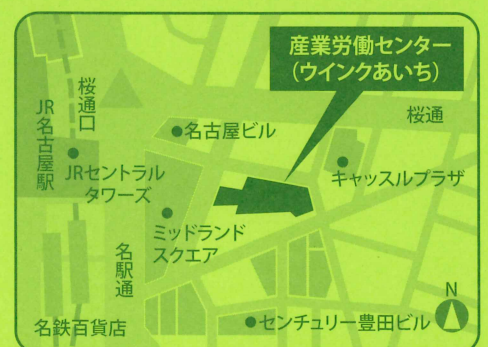 産業労働センター
(ウインクあいち)
桜通口
JR名古屋駅
桜通
名古屋ビル
JRセントラル
タワーズ
キャッスルプラザ
ミッドランド
スクエア
名駅通
名鉄百貨店
センチュリー豊田ビル
N